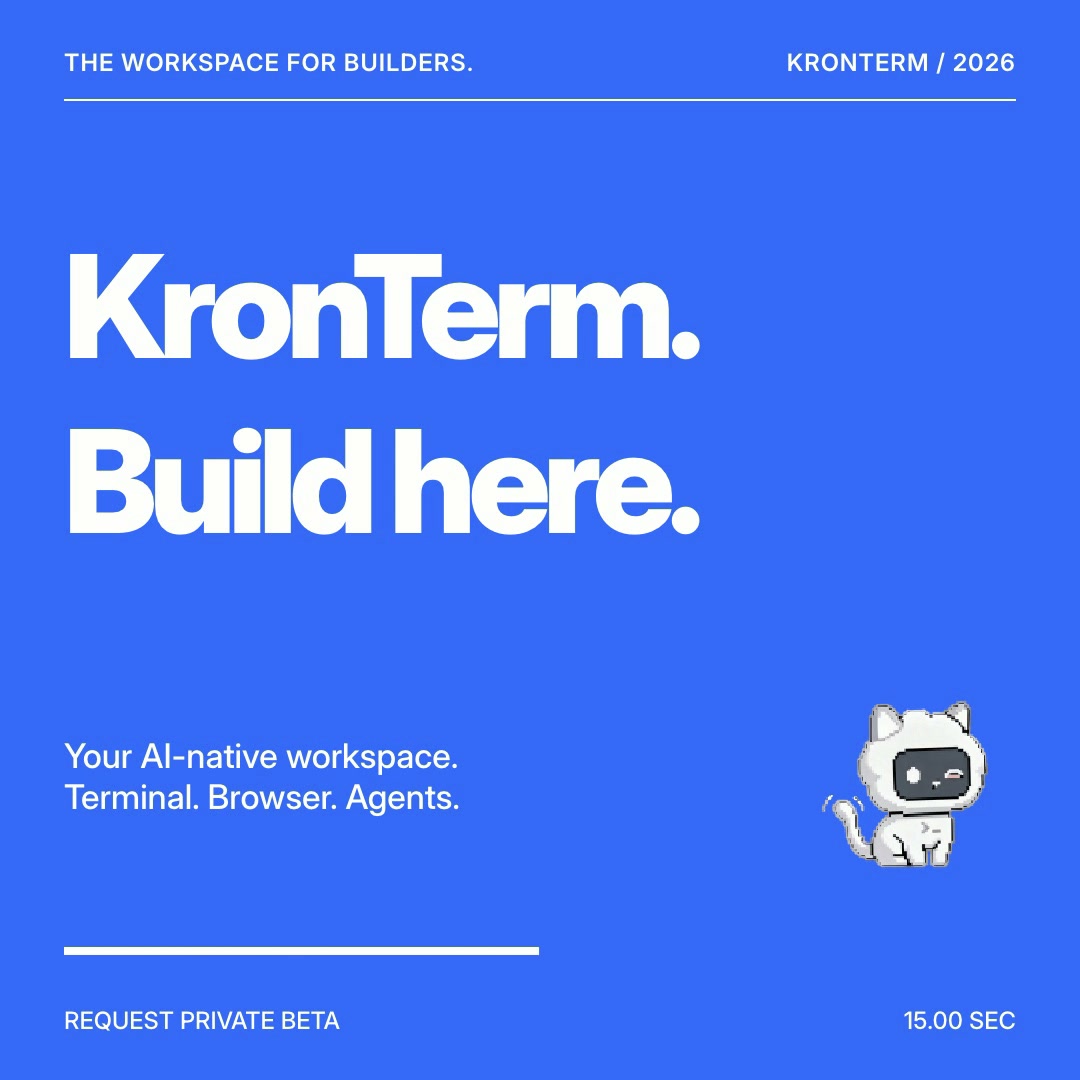 THE WORKSPACE FOR BUILDERS.
KRONTERM / 2026
KronTerm.
Build here.
Your AI-native workspace.
Terminal. Browser. Agents.
>_
REQUEST PRIVATE BETA
15.00 SEC